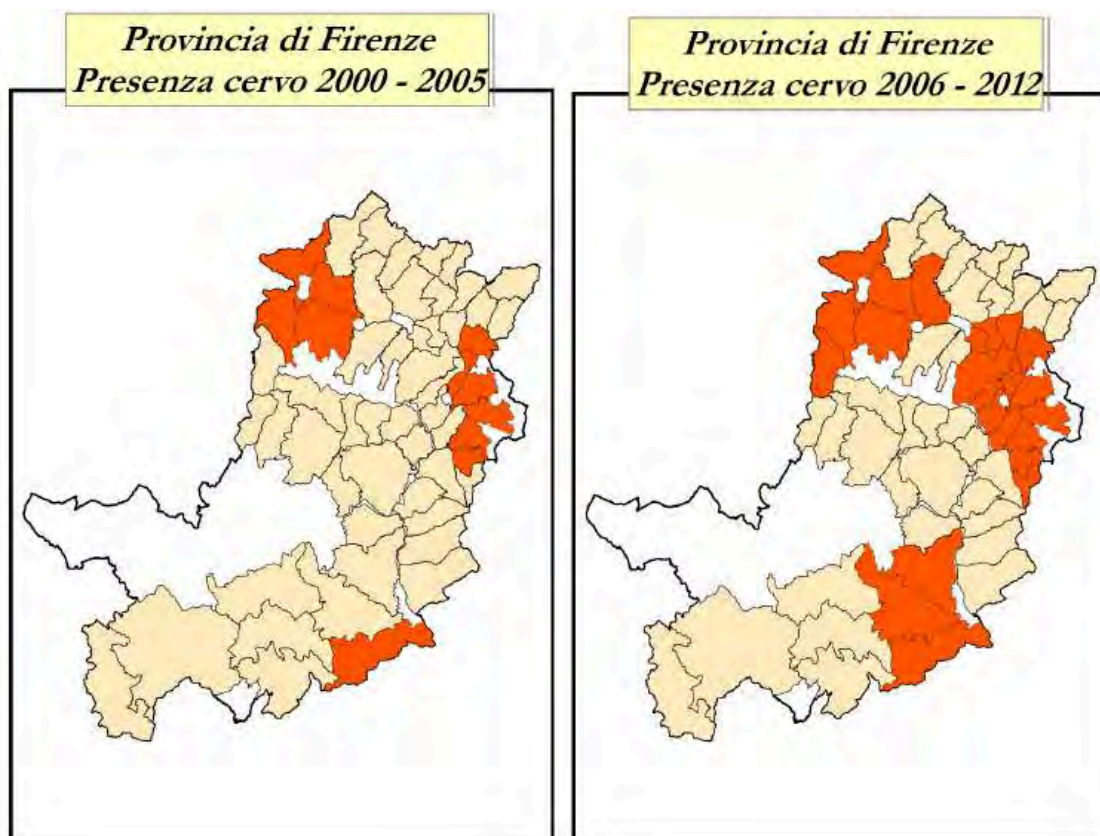 Provincia di Firenze
Presenza cervo 2000 - 2005
Provincia di Firenze
Presenza cervo 2006 - 2012